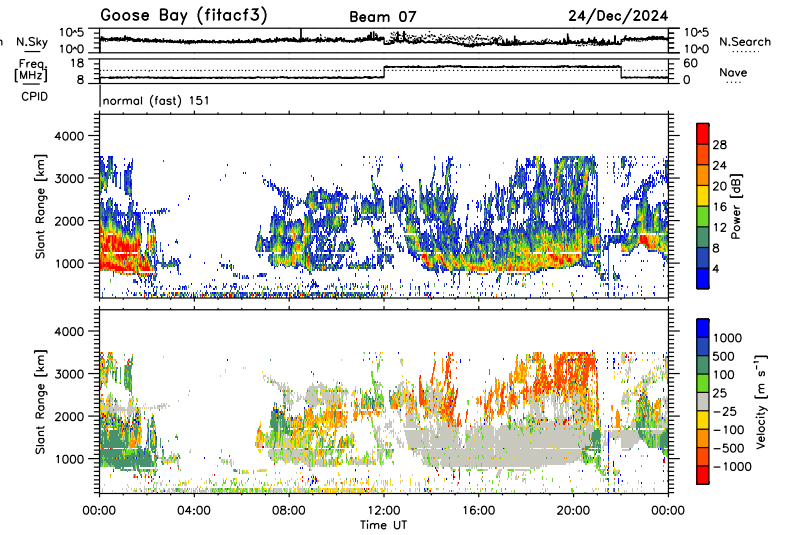 Goose Bay (fitacf3) Beam 07 24/Dec/2024
N.Sky 10^5 10^0 10^5 10^0 N.Search
Freq. [MHz] 18 8 60 0 Nave
CPID normal (fast) 151
Slant Range [km] 4000 3000 2000 1000
Power [dB] 28 24 20 16 12 8 4
Slant Range [km] 4000 3000 2000 1000
Velocity [m s⁻¹] 1000 500 100 25 −25 −100 −500 −1000
00:00 04:00 08:00 12:00 16:00 20:00 00:00
Time UT